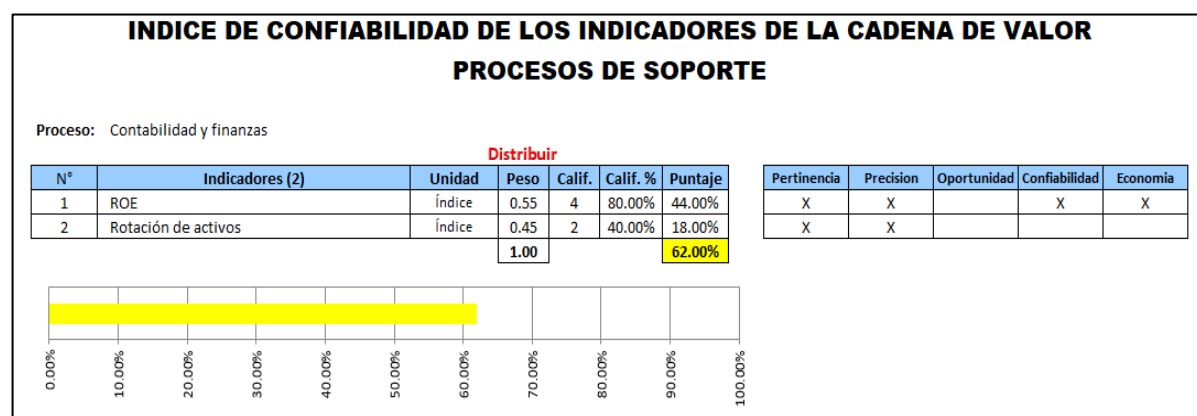 INDICE DE CONFIABILIDAD DE LOS INDICADORES DE LA CADENA DE VALOR
PROCESOS DE SOPORTE
Proceso: Contabilidad y finanzas
Distribuir
N° Indicadores (2) Unidad Peso Calif. Calif. % Puntaje Pertinencia Precision Oportunidad Confiabilidad Economia
1 ROE Índice 0.55 4 80.00% 44.00% X X X X
2 Rotación de activos Índice 0.45 2 40.00% 18.00% X X
1.00 62.00%
0.00% 10.00% 20.00% 30.00% 40.00% 50.00% 60.00% 70.00% 80.00% 90.00% 100.00%